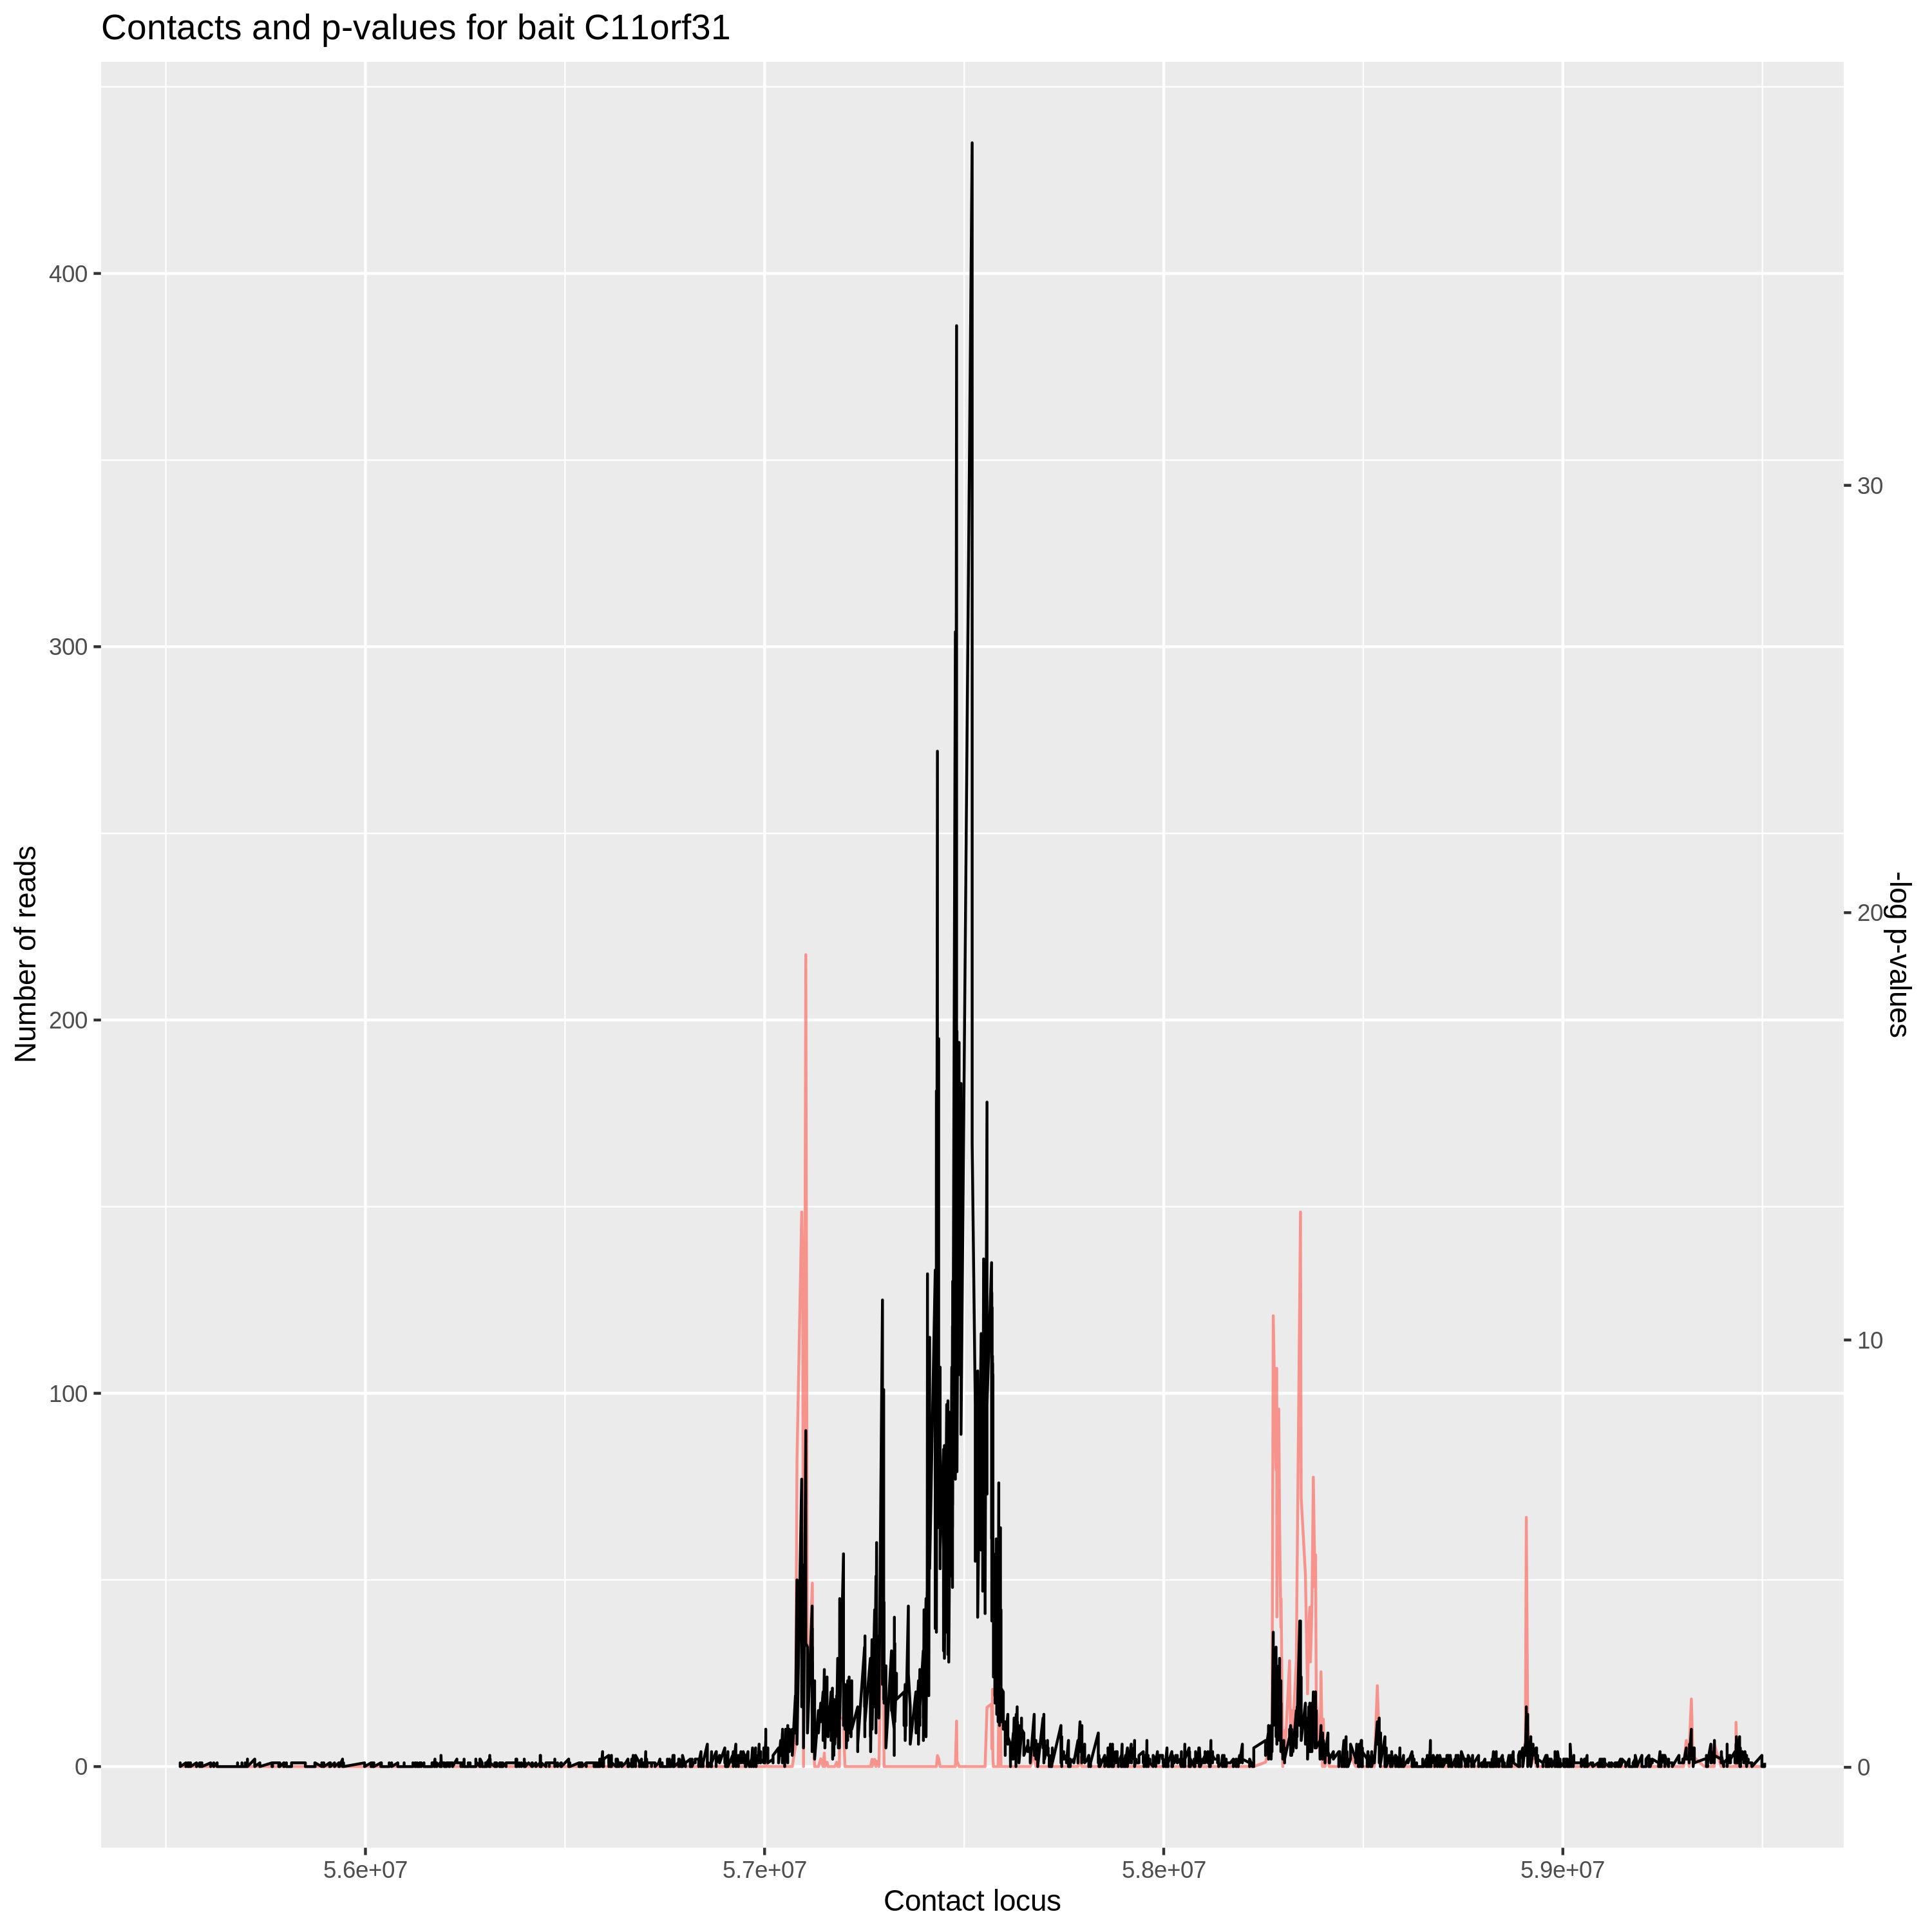 Contacts and p-values for bait C11orf31
Number of reads
400
300
200
100
0
30
20
10
0
-log p-values
5.6e+07 5.7e+07 5.8e+07 5.9e+07
Contact locus